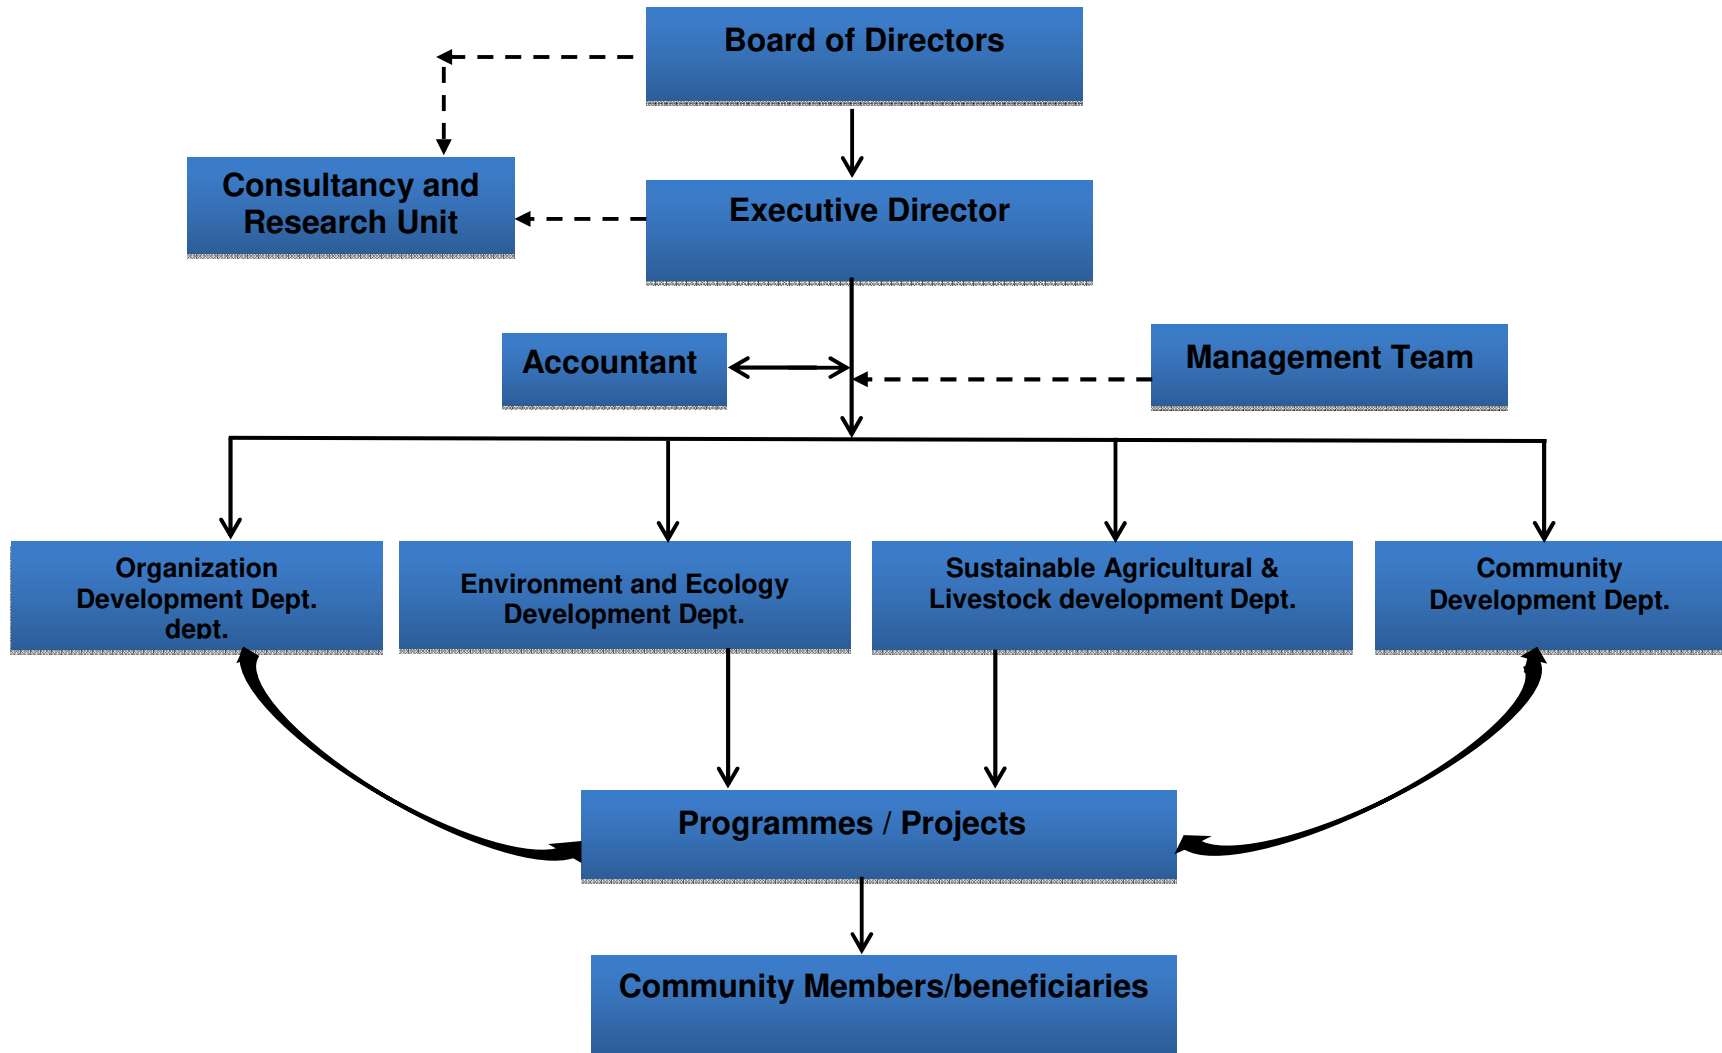 Board of Directors
Consultancy and
Research Unit
Executive Director
Accountant
Management Team
Organization
Development Dept.
dept.
Environment and Ecology
Development Dept.
Sustainable Agricultural &
Livestock development Dept.
Community
Development Dept.
Programmes / Projects
Community Members/beneficiaries